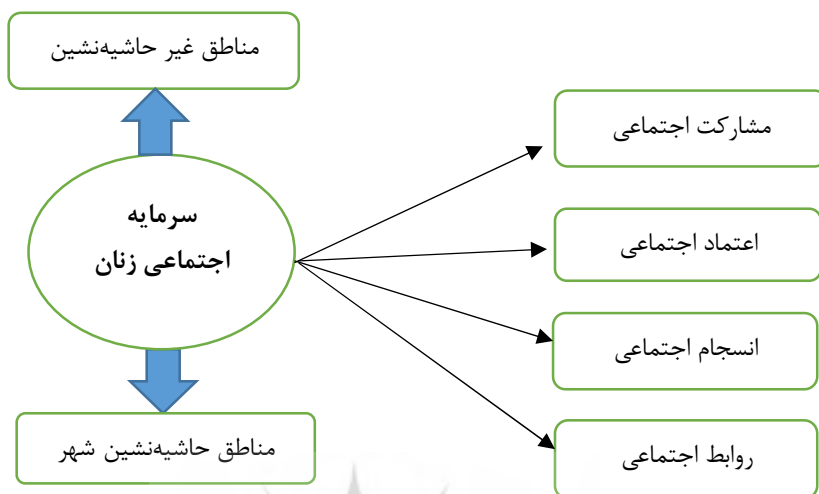 مناطق غیر حاشیه‌نشین
مشارکت اجتماعی
سرمایه
اجتماعی زنان
اعتماد اجتماعی
انسجام اجتماعی
مناطق حاشیه‌نشین شهر
روابط اجتماعی